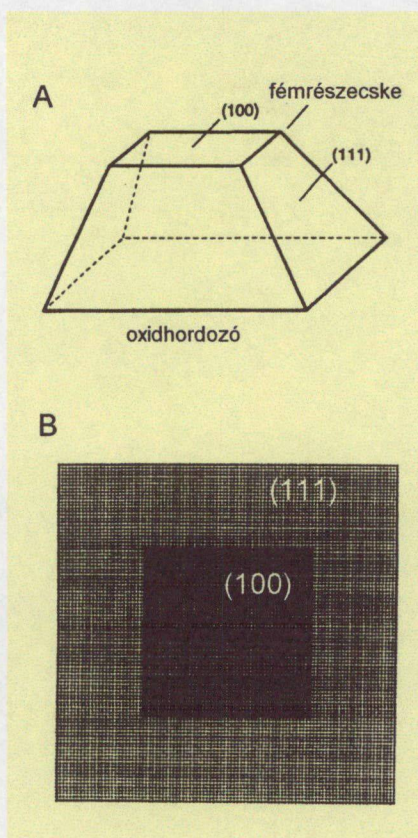 A
fémrészecske
(100)
(111)
oxidhordozó
B
(111)
(100)